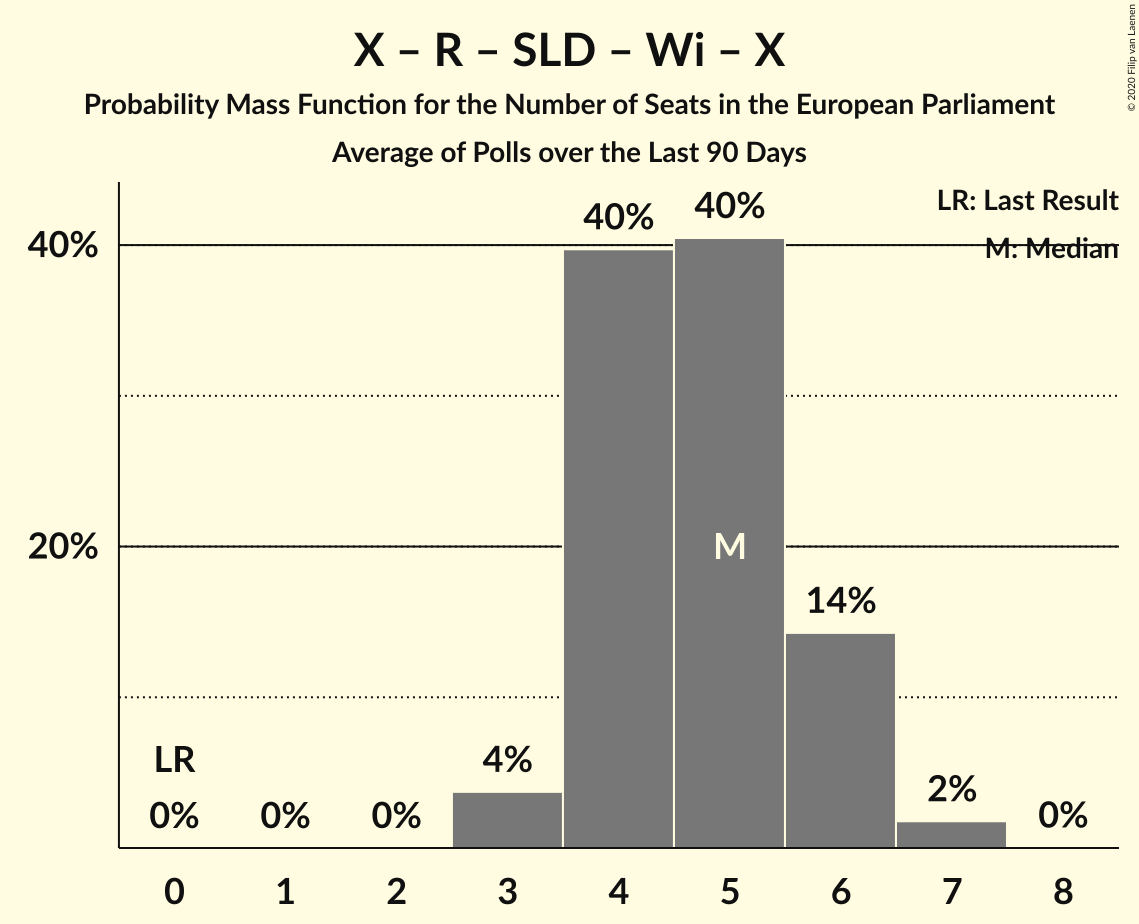 X – R – SLD – Wi – X
Probability Mass Function for the Number of Seats in the European Parliament
Average of Polls over the Last 90 Days
© 2020 Filip van Laenen
LR: Last Result
M: Median
40%
20%
40%
40%
M
14%
LR
4%
2%
0%
0%
0%
0%
0 1 2 3 4 5 6 7 8